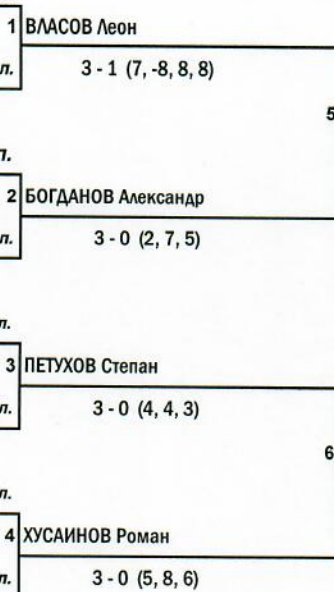 1 ВЛАСОВ Леон
л. 3 - 1 (7, -8, 8, 8)
5
л.
2 БОГДАНОВ Александр
л. 3 - 0 (2, 7, 5)
л.
3 ПЕТУХОВ Степан
л. 3 - 0 (4, 4, 3)
6
л.
4 ХУСАИНОВ Роман
л. 3 - 0 (5, 8, 6)